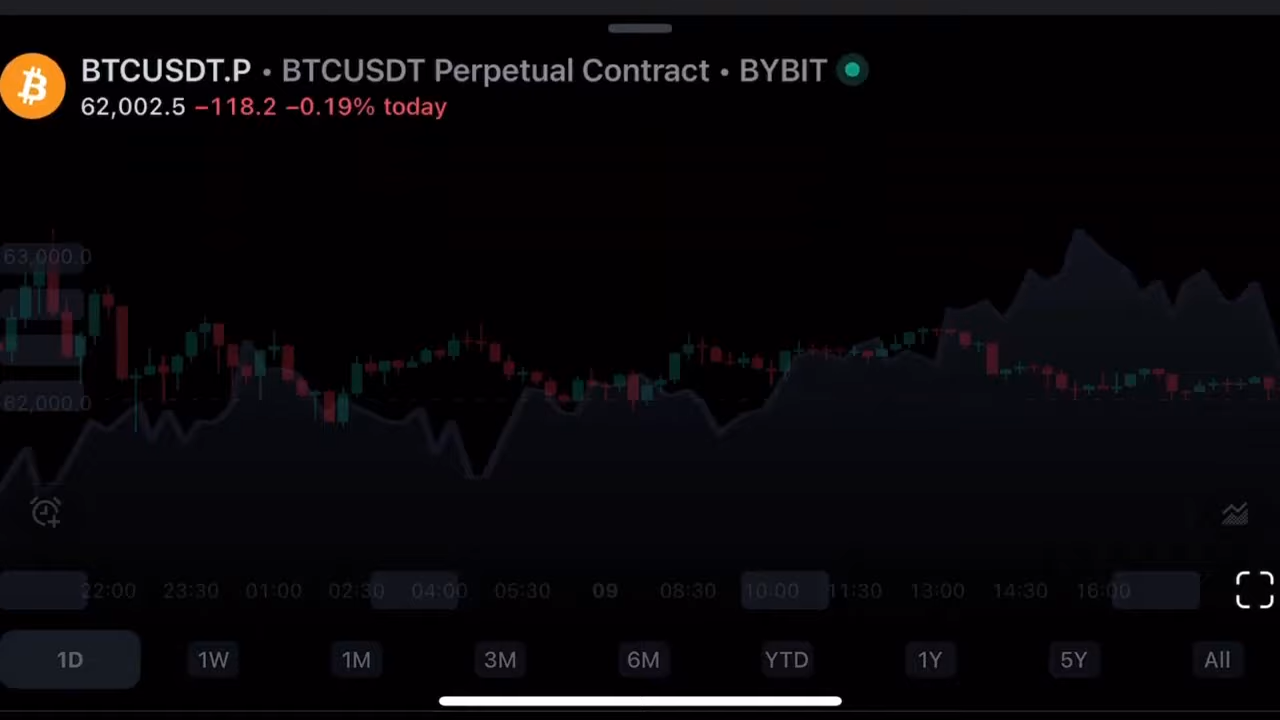 BTCUSDT.P • BTCUSDT Perpetual Contract • BYBIT
62,002.5 −118.2 −0.19% today
63,000.0
62,000.0
22:00 23:30 01:00 02:30 04:00 05:30 09 08:30 10:00 11:30 13:00 14:30 16:00
1D 1W 1M 3M 6M YTD 1Y 5Y All